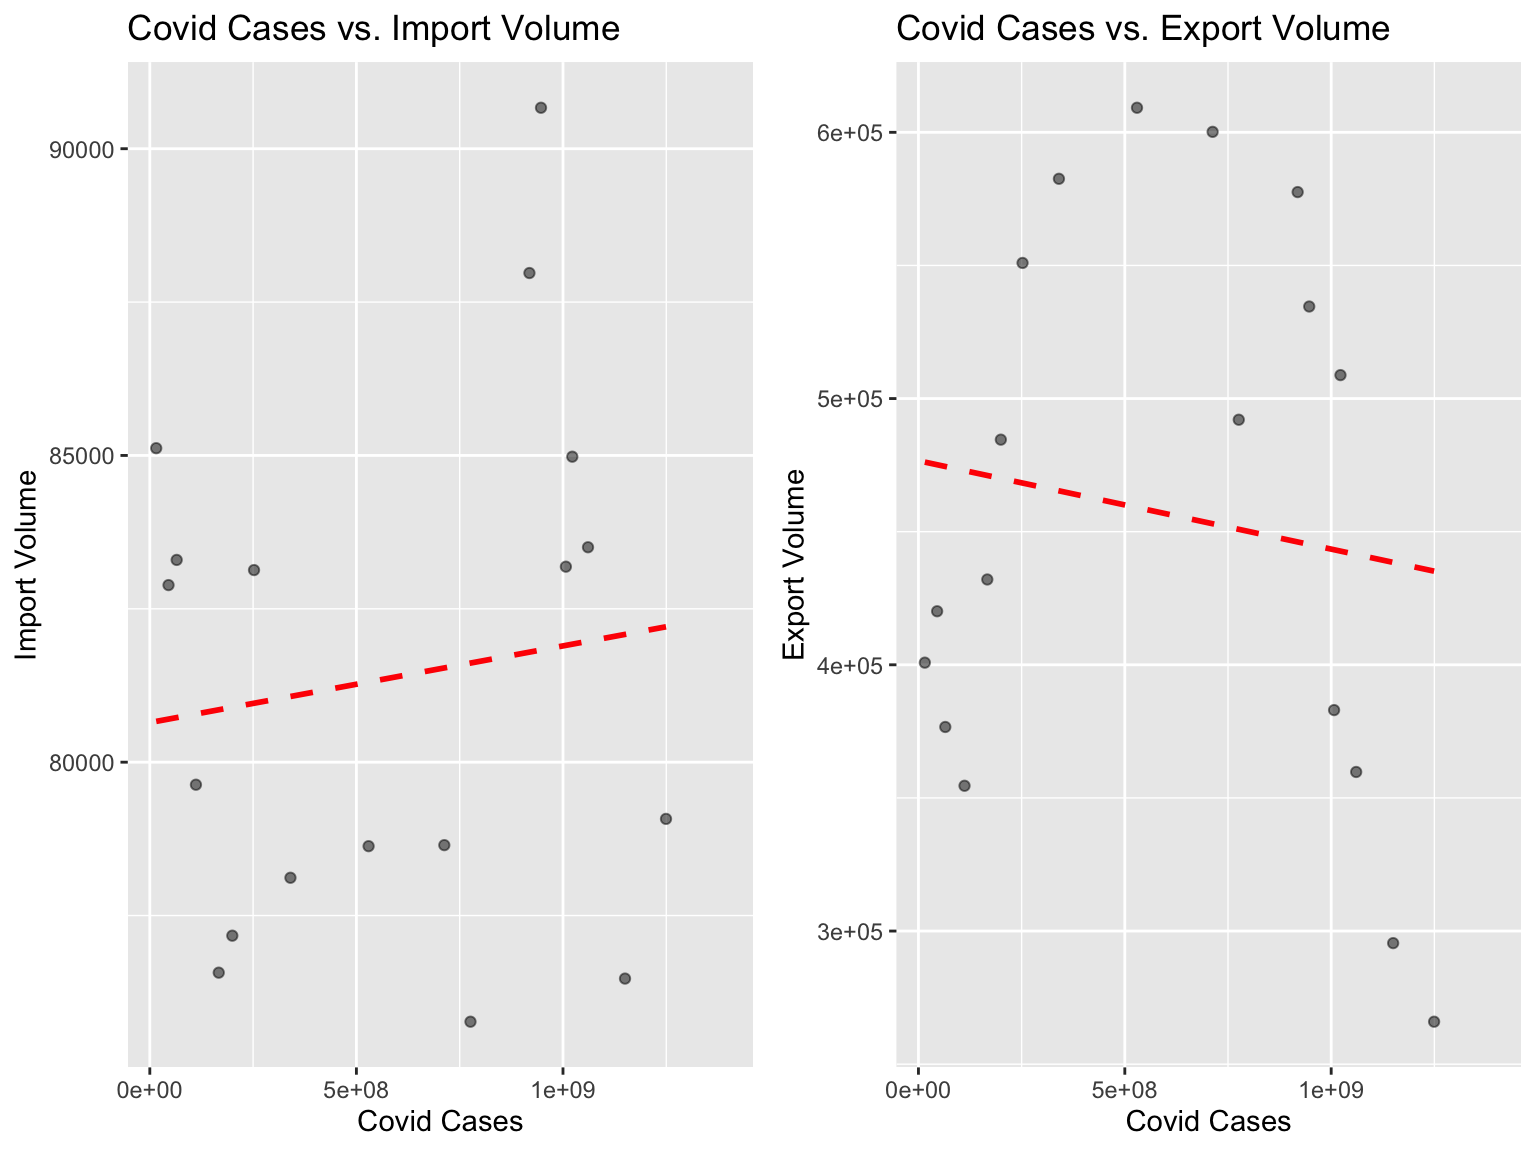 Covid Cases vs. Import Volume
90000
85000
80000
Import Volume
0e+00 5e+08 1e+09
Covid Cases
Covid Cases vs. Export Volume
6e+05
5e+05
4e+05
3e+05
Export Volume
0e+00 5e+08 1e+09
Covid Cases